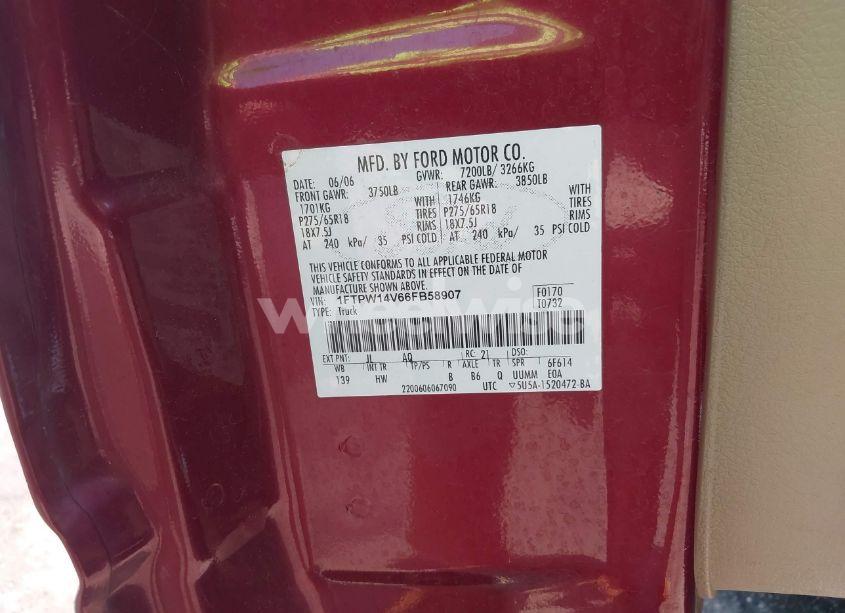 MFD. BY FORD MOTOR CO.
DATE: 06/06 GVWR: 7200LB/ 3266KG
FRONT GAWR: 3750LB REAR GAWR: 3850LB
1701KG WITH 1746KG WITH
P275/65R18 TIRES P275/65R18 TIRES
18X7.5J RIMS 18X7.5J RIMS
AT 240 kPa/ 35 PSI COLD AT 240 kPa/ 35 PSI COLD
THIS VEHICLE CONFORMS TO ALL APPLICABLE FEDERAL MOTOR
VEHICLE SAFETY STANDARDS IN EFFECT ON THE DATE OF
MANUFACTURE SHOWN ABOVE.
VIN: 1FTPW14V66FB58907 F0170
TYPE: Truck T0732
EXT PNT: JL AQ RC: 21 DSO:
WB INT TR TP/PS R AXLE TR SPR 6F614
139 HW B B6 Q UUMM E0A
2200606067090 UTC ▽5U5A-1520472-BA